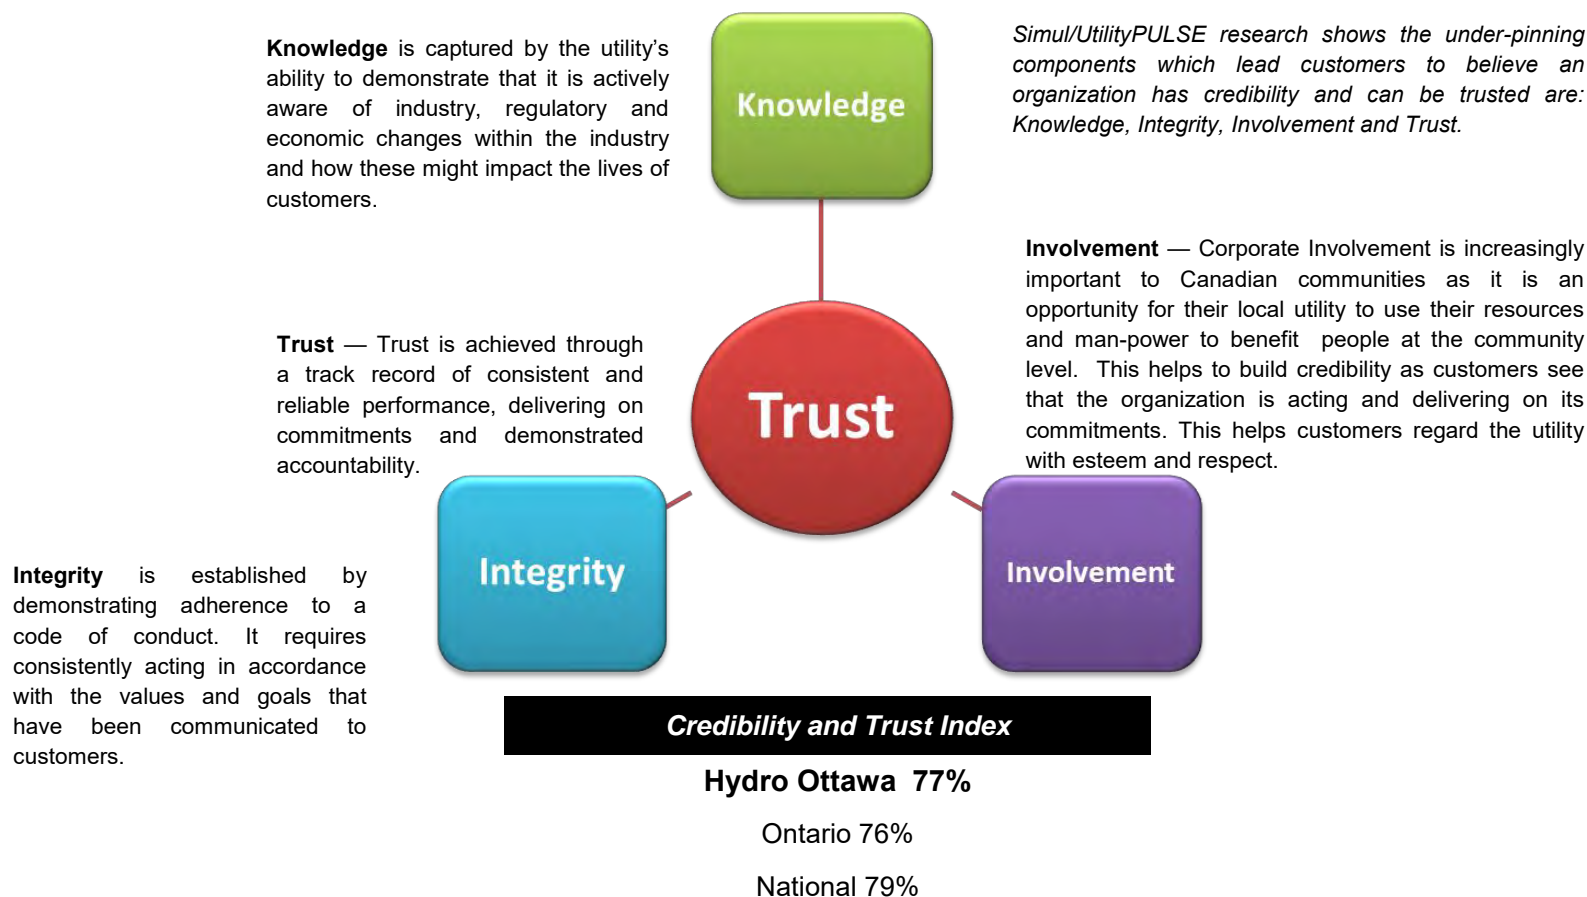 Knowledge is captured by the utility’s
ability to demonstrate that it is actively
aware of industry, regulatory and
economic changes within the industry
and how these might impact the lives of
customers.
Knowledge
Simul/UtilityPULSE research shows the under-pinning
components which lead customers to believe an
organization has credibility and can be trusted are:
Knowledge, Integrity, Involvement and Trust.
Involvement — Corporate Involvement is increasingly
important to Canadian communities as it is an
opportunity for their local utility to use their resources
and man-power to benefit people at the community
level. This helps to build credibility as customers see
that the organization is acting and delivering on its
commitments. This helps customers regard the utility
with esteem and respect.
Trust — Trust is achieved through
a track record of consistent and
reliable performance, delivering on
commitments and demonstrated
accountability.
Trust
Integrity
Involvement
Integrity is established by
demonstrating adherence to a
code of conduct. It requires
consistently acting in accordance
with the values and goals that
have been communicated to
customers.
Credibility and Trust Index
Hydro Ottawa 77%
Ontario 76%
National 79%